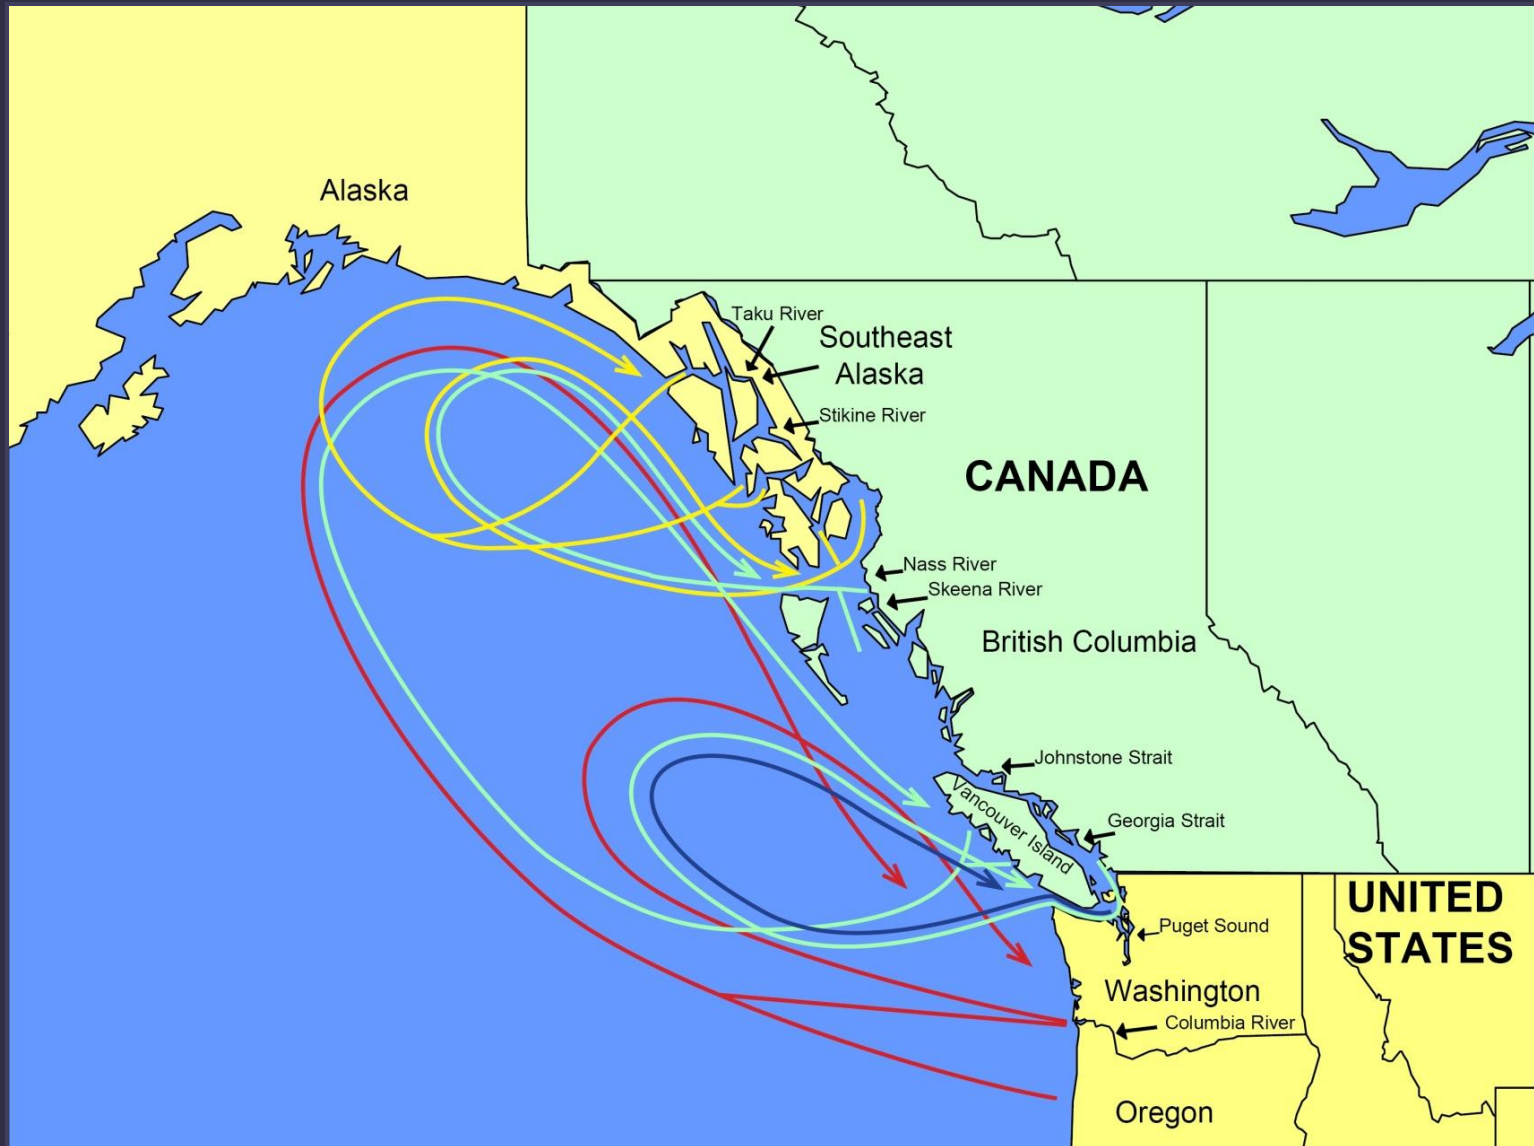 Alaska
Taku River
Southeast
Alaska
Stikine River
CANADA
Nass River
Skeena River
British Columbia
Johnstone Strait
Vancouver Island
Georgia Strait
UNITED
STATES
Puget Sound
Washington
Columbia River
Oregon